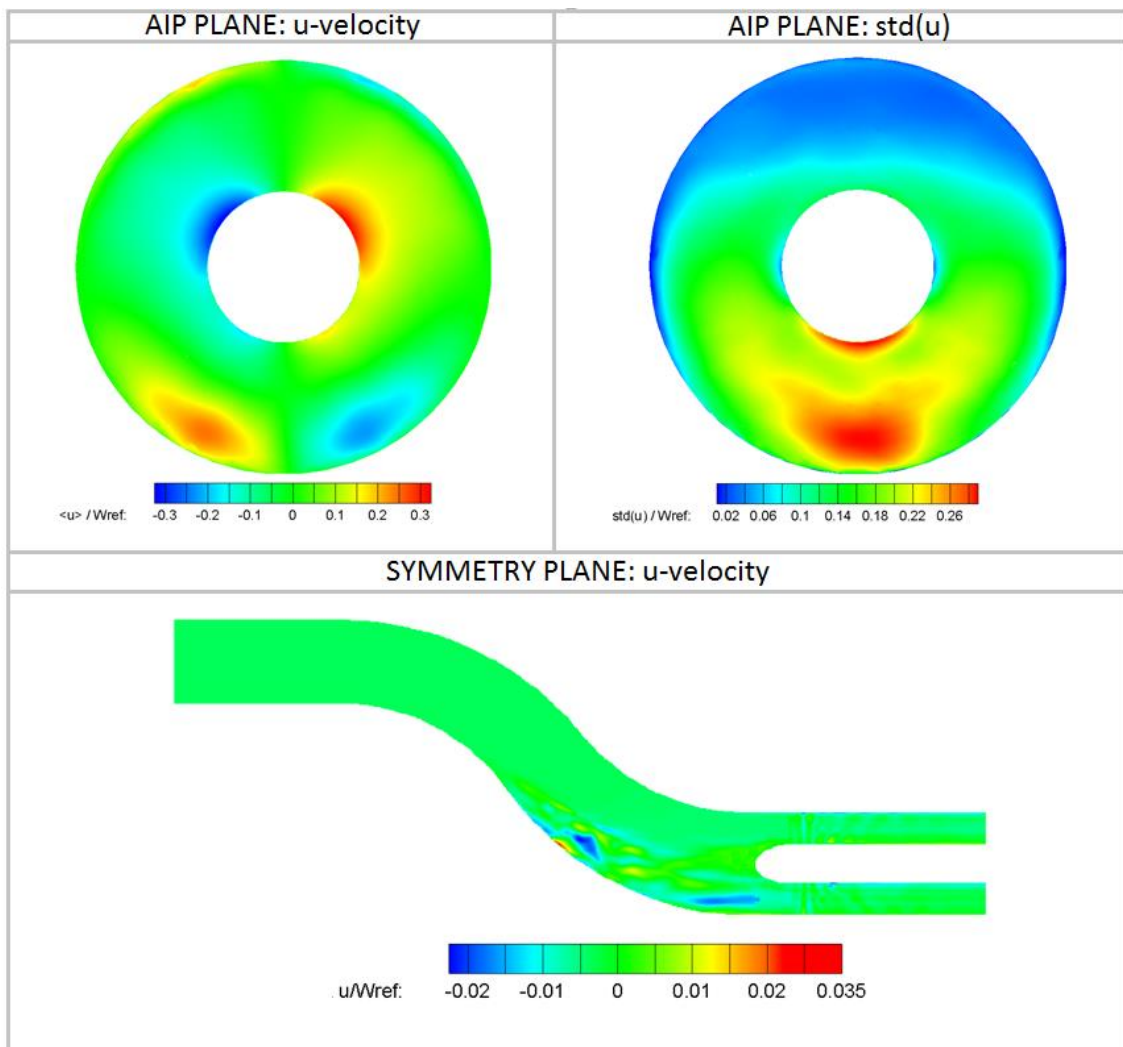 AIP PLANE: u-velocity
AIP PLANE: std(u)
<u> / Wref: -0.3 -0.2 -0.1 0 0.1 0.2 0.3
std(u) / Wref: 0.02 0.06 0.1 0.14 0.18 0.22 0.26
SYMMETRY PLANE: u-velocity
u/Wref: -0.02 -0.01 0 0.01 0.02 0.035